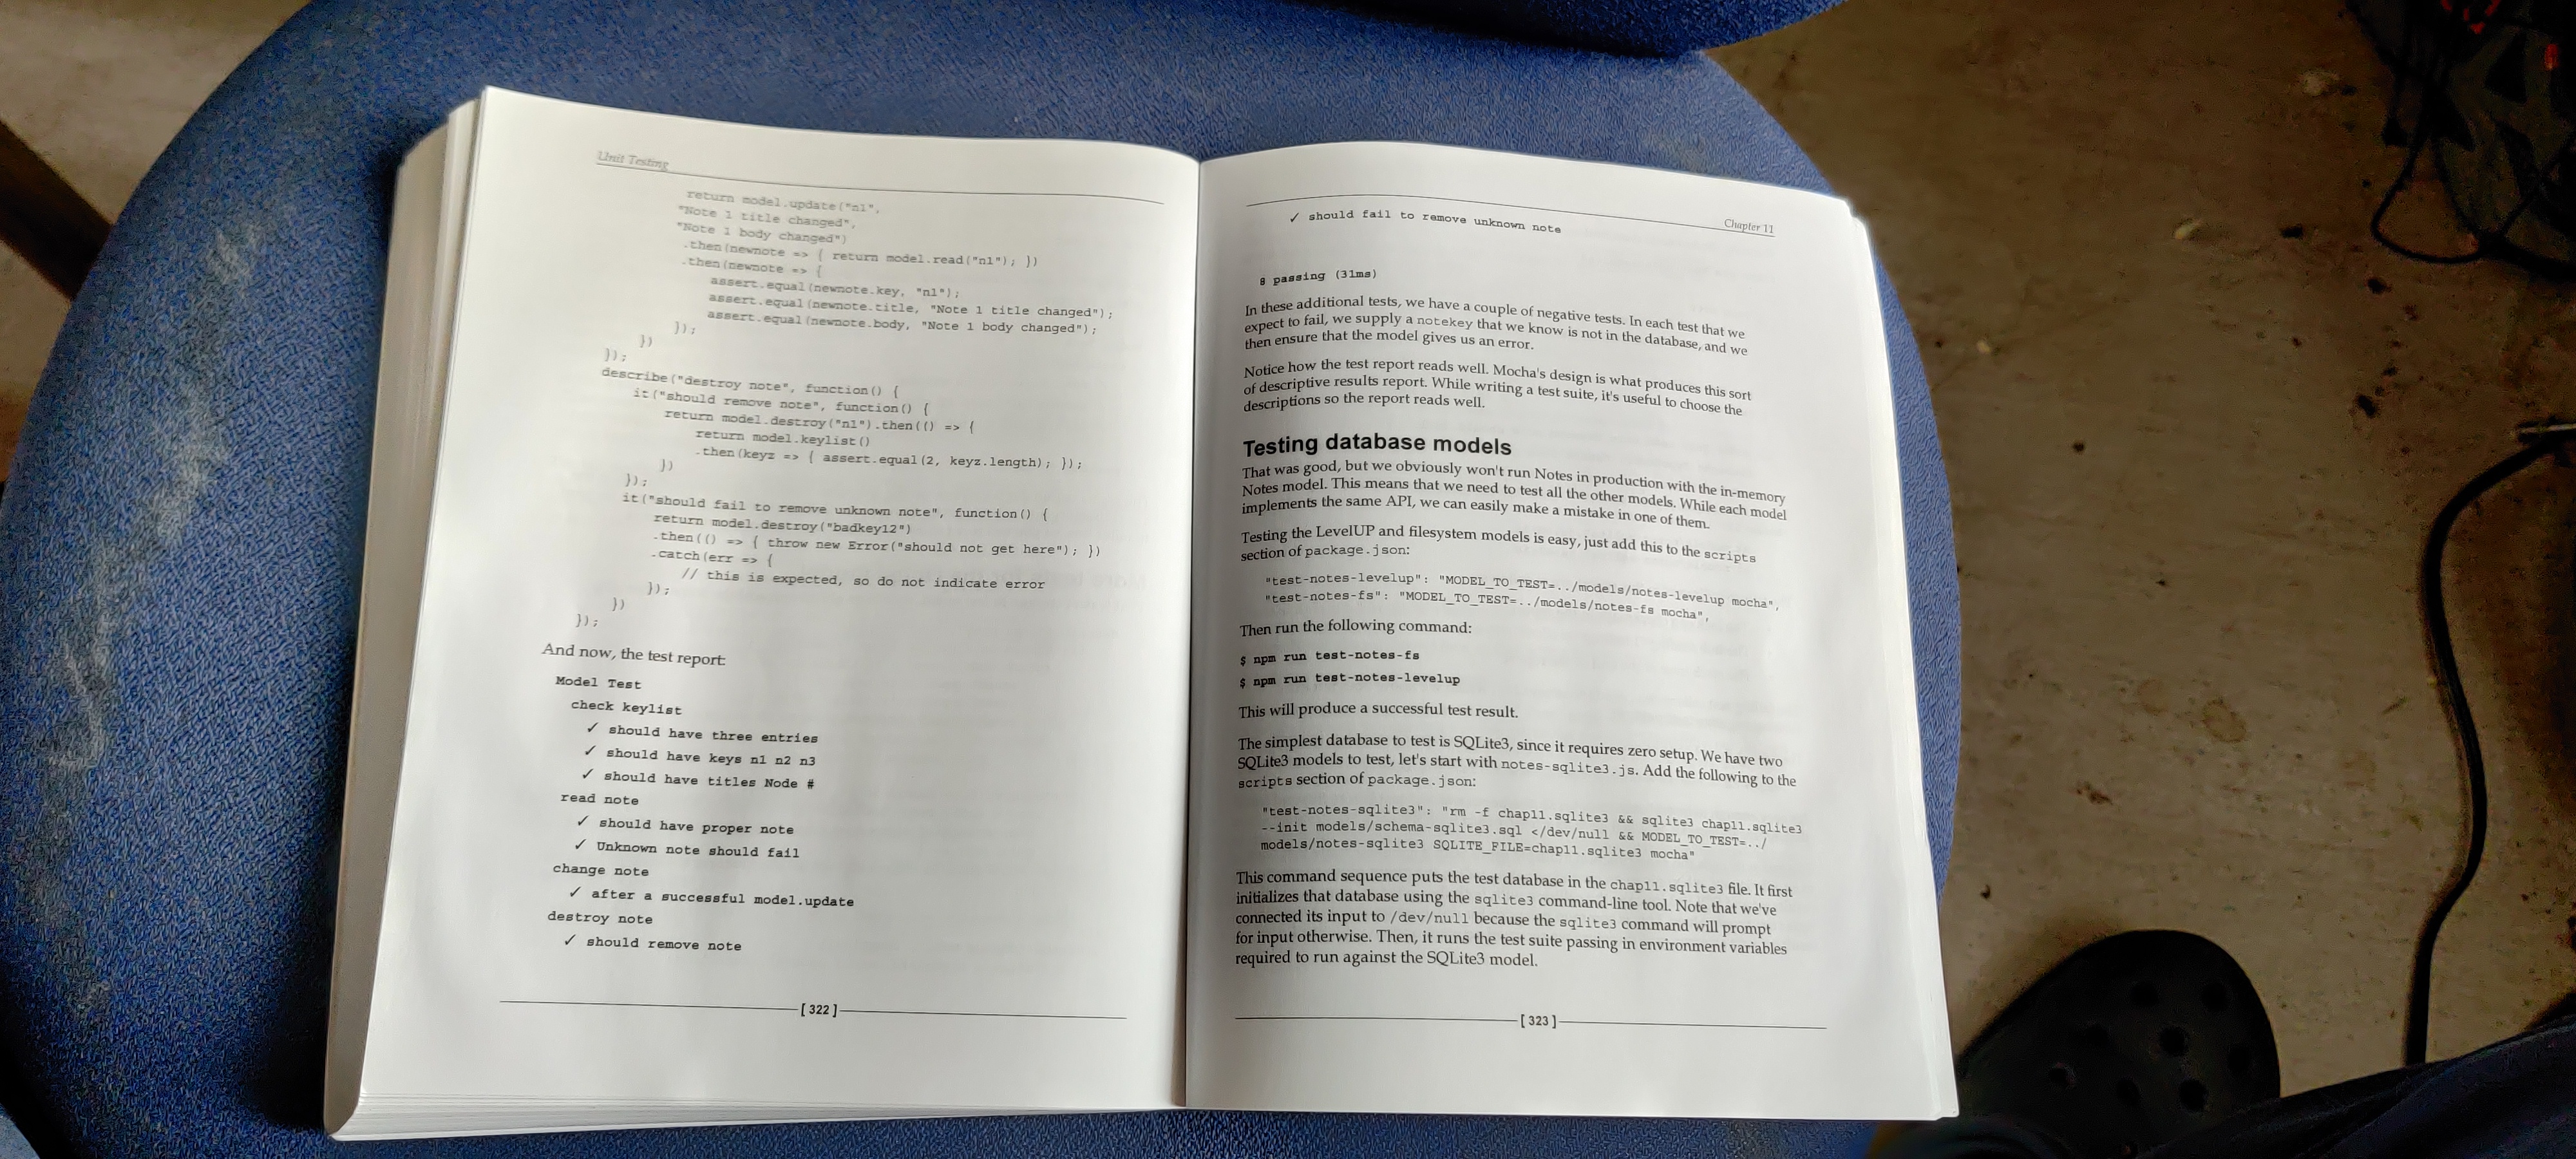 Unit Testing
return model.update("n1",
"Note 1 title changed",
"Note 1 body changed")
.then(newnote => { return model.read("n1"); })
.then(newnote => {
assert.equal(newnote.key, "n1");
assert.equal(newnote.title, "Note 1 title changed");
assert.equal(newnote.body, "Note 1 body changed");
});
})
});
describe("destroy note", function() {
it("should remove note", function() {
return model.destroy("n1").then(() => {
return model.keylist()
.then(keyz => { assert.equal(2, keyz.length); });
})
});
it("should fail to remove unknown note", function() {
return model.destroy("badkey12")
.then(() => { throw new Error("should not get here"); })
.catch(err => {
// this is expected, so do not indicate error
});
})
});
And now, the test report:
Model Test
check keylist
✓ should have three entries
✓ should have keys n1 n2 n3
✓ should have titles Node #
read note
✓ should have proper note
✓ Unknown note should fail
change note
✓ after a successful model.update
destroy note
✓ should remove note
[ 322 ]
Chapter 11
✓ should fail to remove unknown note
8 passing (31ms)
In these additional tests, we have a couple of negative tests. In each test that we
expect to fail, we supply a notekey that we know is not in the database, and we
then ensure that the model gives us an error.
Notice how the test report reads well. Mocha's design is what produces this sort
of descriptive results report. While writing a test suite, it's useful to choose the
descriptions so the report reads well.
Testing database models
That was good, but we obviously won't run Notes in production with the in-memory
Notes model. This means that we need to test all the other models. While each model
implements the same API, we can easily make a mistake in one of them.
Testing the LevelUP and filesystem models is easy, just add this to the scripts
section of package.json:
"test-notes-levelup": "MODEL_TO_TEST=../models/notes-levelup mocha",
"test-notes-fs": "MODEL_TO_TEST=../models/notes-fs mocha",
Then run the following command:
$ npm run test-notes-fs
$ npm run test-notes-levelup
This will produce a successful test result.
The simplest database to test is SQLite3, since it requires zero setup. We have two
SQLite3 models to test, let's start with notes-sqlite3.js. Add the following to the
scripts section of package.json:
"test-notes-sqlite3": "rm -f chap11.sqlite3 && sqlite3 chap11.sqlite3
--init models/schema-sqlite3.sql </dev/null && MODEL_TO_TEST=../
models/notes-sqlite3 SQLITE_FILE=chap11.sqlite3 mocha"
This command sequence puts the test database in the chap11.sqlite3 file. It first
initializes that database using the sqlite3 command-line tool. Note that we've
connected its input to /dev/null because the sqlite3 command will prompt
for input otherwise. Then, it runs the test suite passing in environment variables
required to run against the SQLite3 model.
[ 323 ]